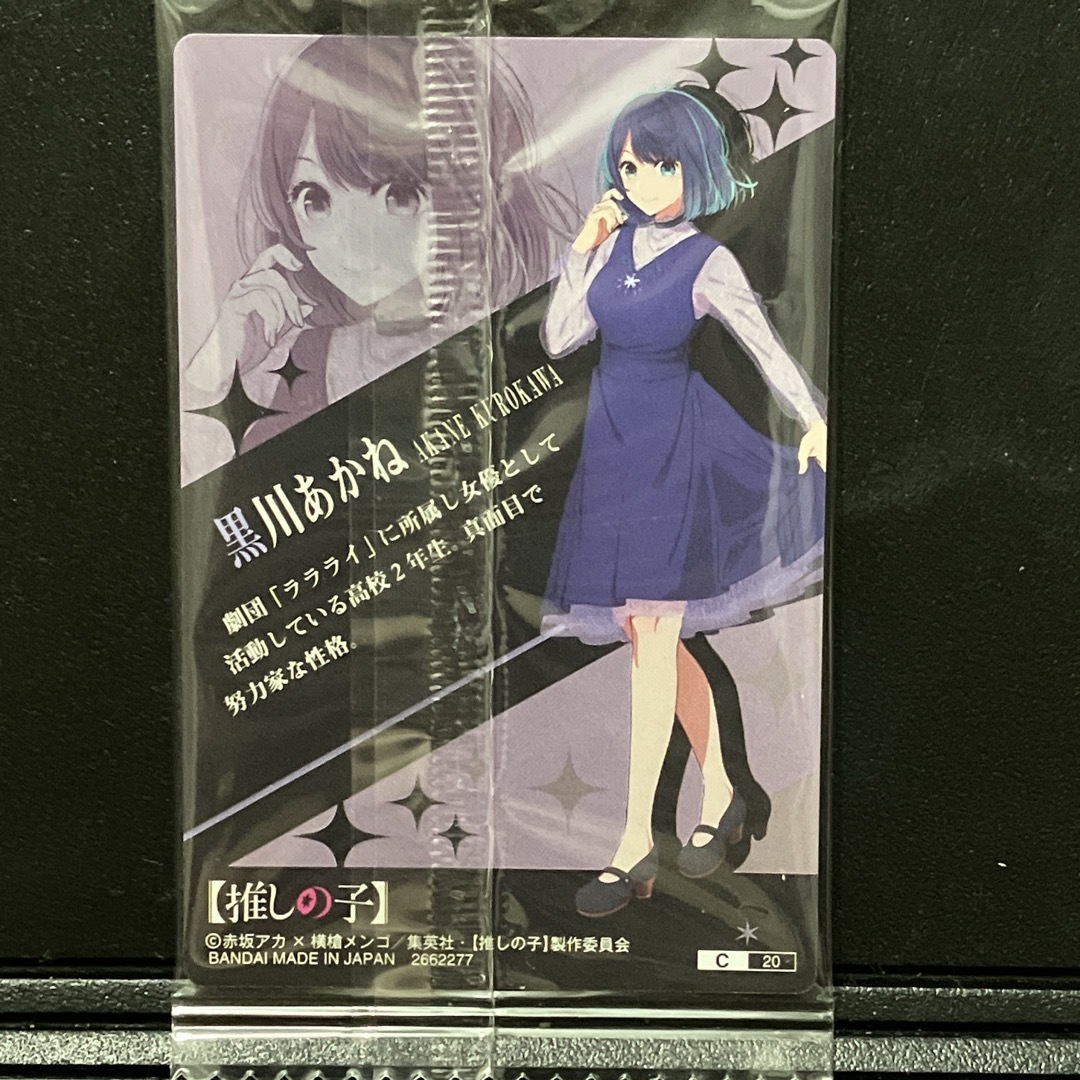 黒川あかね AKANE KUROKAWA
劇団「ララライ」に所属し女優として
活動している高校2年生。真面目で
努力家な性格。
【推しの子】
©赤坂アカ×横槍メンゴ／集英社・【推しの子】製作委員会
BANDAI MADE IN JAPAN 2662277
C 20